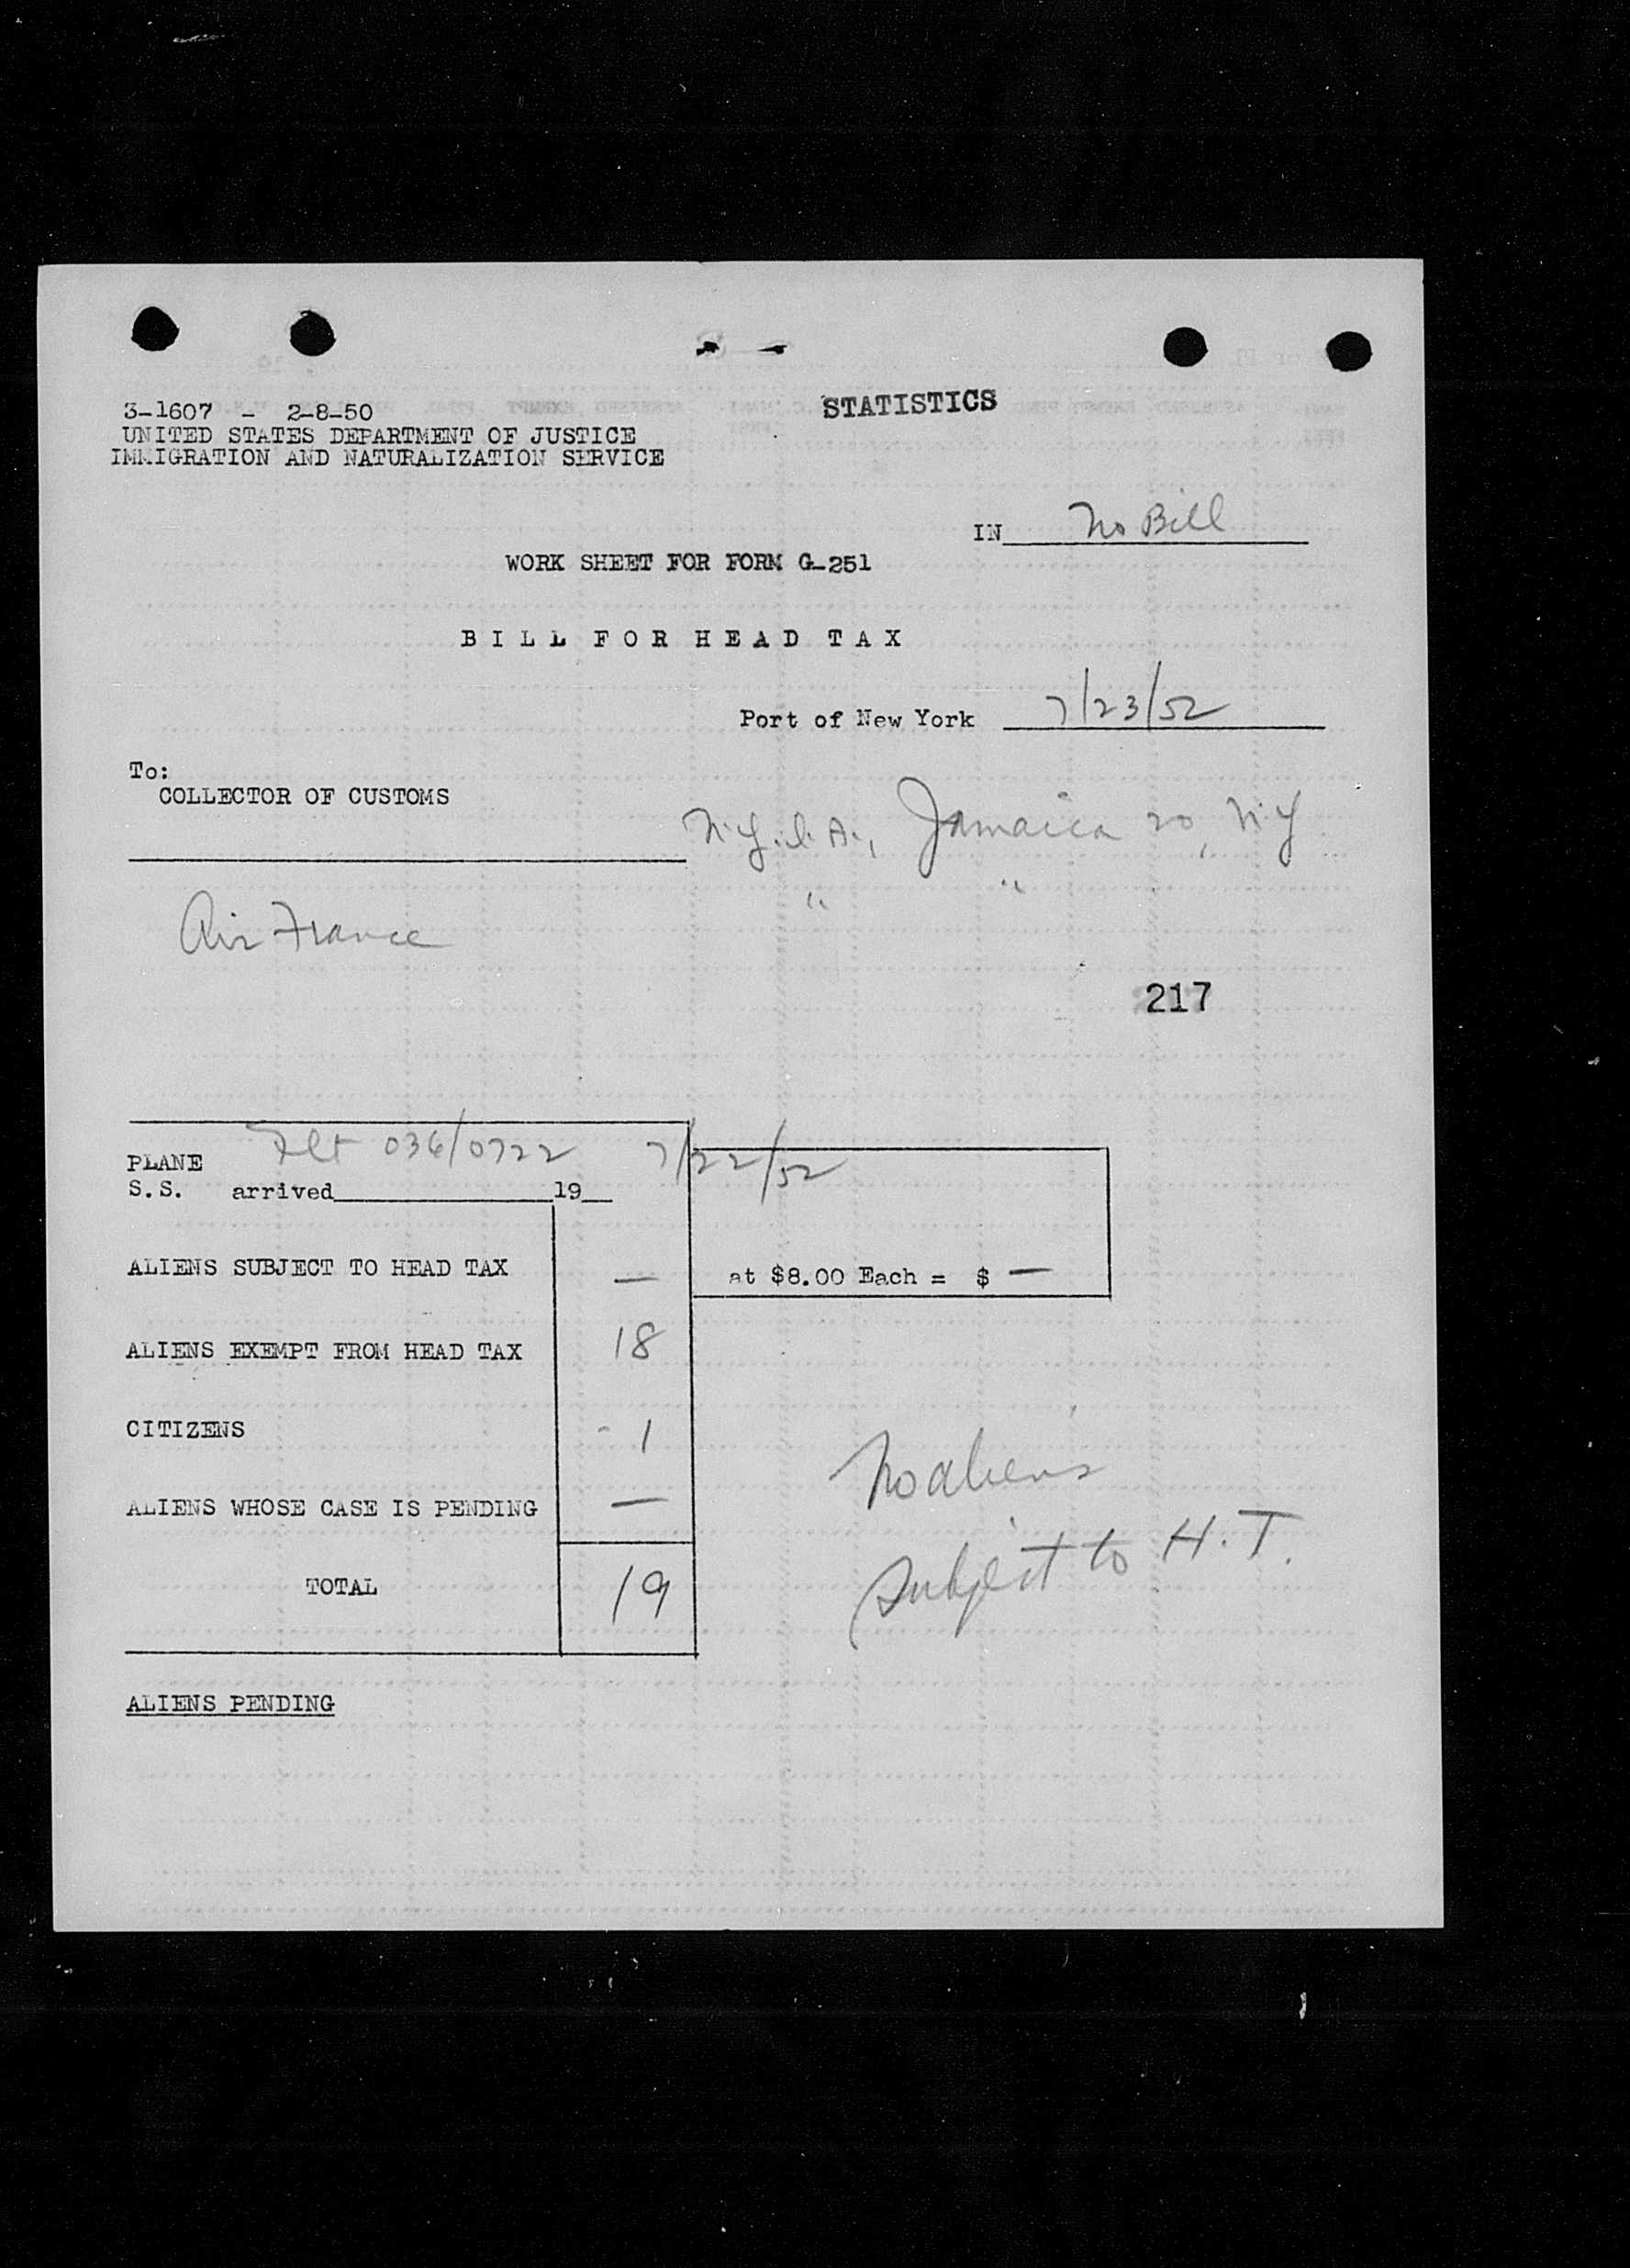 STATISTICS
3-1607 - 2-8-50
UNITED STATES DEPARTMENT OF JUSTICE
IMMIGRATION AND NATURALIZATION SERVICE
IN No Bill
WORK SHEET FOR FORM G-251
BILL FOR HEAD TAX
Port of New York 7/23/52
To:
COLLECTOR OF CUSTOMS
N.Y.I.A., Jamaica 20, N.Y
" "
Air France
217
PLANE Flt 036/0722 7/22/52
S.S. arrived 19
ALIENS SUBJECT TO HEAD TAX — at $8.00 Each = $ —
ALIENS EXEMPT FROM HEAD TAX 18
CITIZENS - 1
ALIENS WHOSE CASE IS PENDING —
TOTAL 19
No aliens
subject to H.T.
ALIENS PENDING